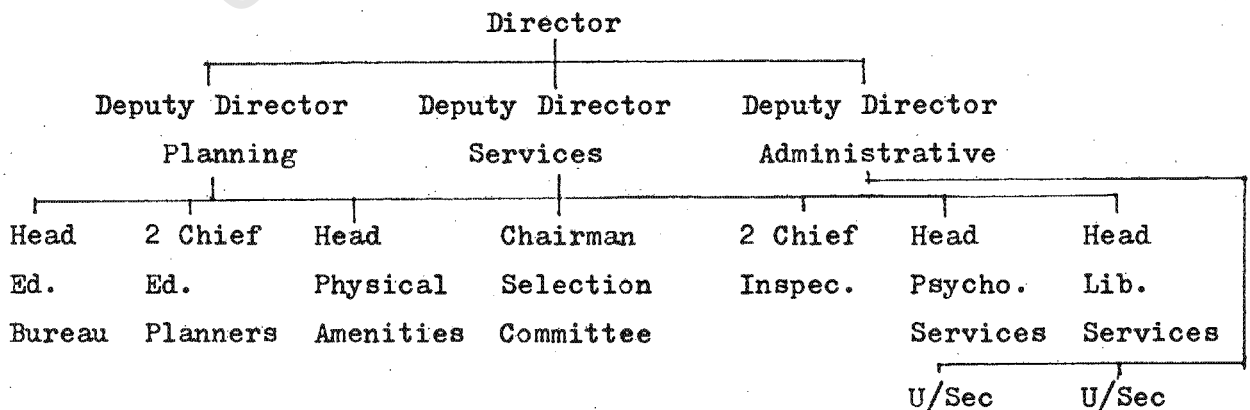 Director
Deputy Director Deputy Director Deputy Director
Planning Services Administrative
Head 2 Chief Head Chairman 2 Chief Head Head
Ed. Ed. Physical Selection Inspec. Psycho. Lib.
Bureau Planners Amenities Committee Services Services
U/Sec U/Sec